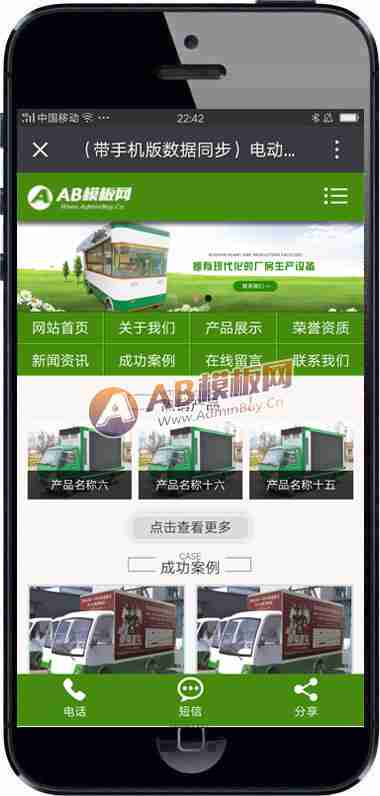 中国移动
22:42
(带手机版数据同步)电动...
AB模板网
Www.AdminBuy.Cn
拥有现代化的厂房生产设备
网站首页 关于我们 产品展示 荣誉资质
新闻资讯 成功案例 在线留言 联系我们
AB模板网
Www.AdminBuy.Cn
产品名称六 产品名称十六 产品名称十五
点击查看更多
CASE
成功案例
电话 短信 分享